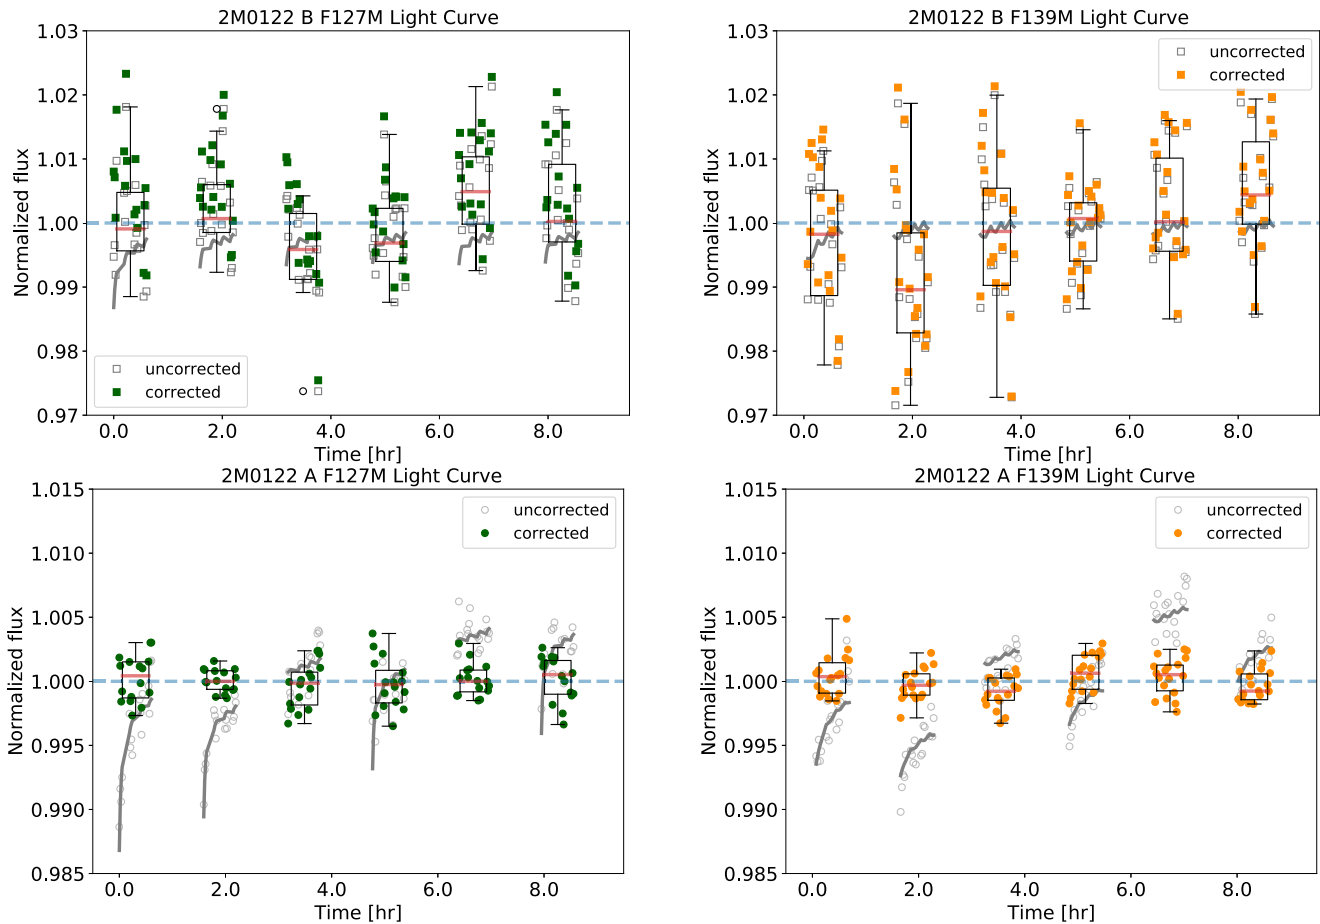 2M0122 B F127M Light Curve
Normalized flux
1.03
1.02
1.01
1.00
0.99
0.98
0.97
uncorrected
corrected
0.0
2.0
4.0
6.0
8.0
Time [hr]
2M0122 B F139M Light Curve
Normalized flux
1.03
1.02
1.01
1.00
0.99
0.98
0.97
uncorrected
corrected
0.0
2.0
4.0
6.0
8.0
Time [hr]
2M0122 A F127M Light Curve
Normalized flux
1.015
1.010
1.005
1.000
0.995
0.990
0.985
uncorrected
corrected
0.0
2.0
4.0
6.0
8.0
Time [hr]
2M0122 A F139M Light Curve
Normalized flux
1.015
1.010
1.005
1.000
0.995
0.990
0.985
uncorrected
corrected
0.0
2.0
4.0
6.0
8.0
Time [hr]